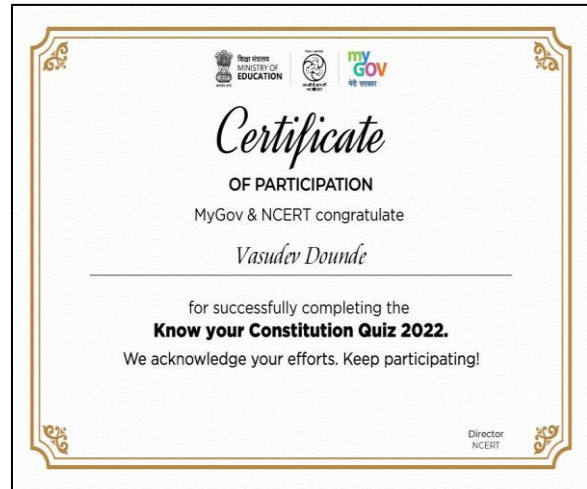 शिक्षा मंत्रालय
MINISTRY OF
EDUCATION
my
GOV
मेरी सरकार
Certificate
OF PARTICIPATION
MyGov & NCERT congratulate
Vasudev Dounde
for successfully completing the
Know your Constitution Quiz 2022.
We acknowledge your efforts. Keep participating!
Director
NCERT